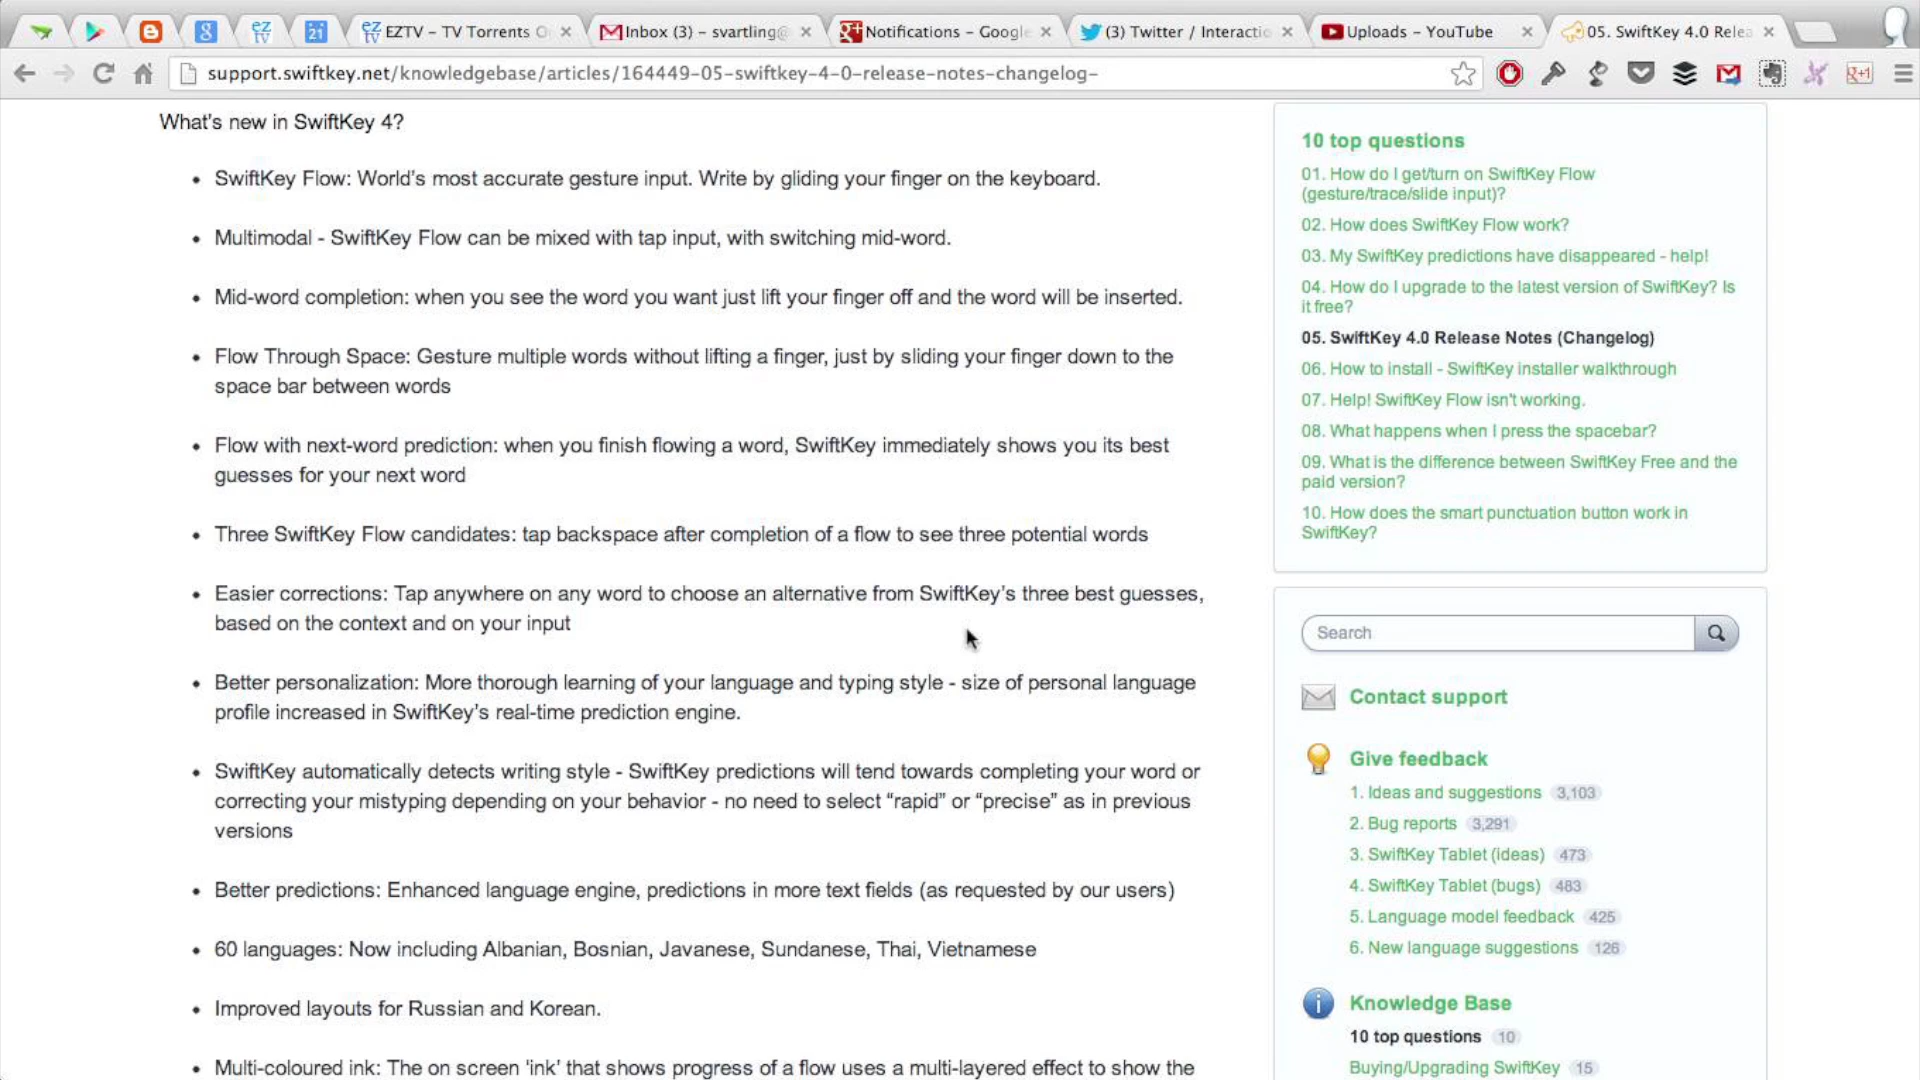 EZTV – TV Torrents O
Inbox (3) – svartling@
Notifications – Google
(3) Twitter / Interactio
Uploads – YouTube
05. SwiftKey 4.0 Relea
support.swiftkey.net/knowledgebase/articles/164449-05-swiftkey-4-0-release-notes-changelog-
What's new in SwiftKey 4?
• SwiftKey Flow: World's most accurate gesture input. Write by gliding your finger on the keyboard.
• Multimodal - SwiftKey Flow can be mixed with tap input, with switching mid-word.
• Mid-word completion: when you see the word you want just lift your finger off and the word will be inserted.
• Flow Through Space: Gesture multiple words without lifting a finger, just by sliding your finger down to the
space bar between words
• Flow with next-word prediction: when you finish flowing a word, SwiftKey immediately shows you its best
guesses for your next word
• Three SwiftKey Flow candidates: tap backspace after completion of a flow to see three potential words
• Easier corrections: Tap anywhere on any word to choose an alternative from SwiftKey's three best guesses,
based on the context and on your input
• Better personalization: More thorough learning of your language and typing style - size of personal language
profile increased in SwiftKey's real-time prediction engine.
• SwiftKey automatically detects writing style - SwiftKey predictions will tend towards completing your word or
correcting your mistyping depending on your behavior - no need to select “rapid” or “precise” as in previous
versions
• Better predictions: Enhanced language engine, predictions in more text fields (as requested by our users)
• 60 languages: Now including Albanian, Bosnian, Javanese, Sundanese, Thai, Vietnamese
• Improved layouts for Russian and Korean.
• Multi-coloured ink: The on screen 'ink' that shows progress of a flow uses a multi-layered effect to show the
10 top questions
01. How do I get/turn on SwiftKey Flow
(gesture/trace/slide input)?
02. How does SwiftKey Flow work?
03. My SwiftKey predictions have disappeared - help!
04. How do I upgrade to the latest version of SwiftKey? Is
it free?
05. SwiftKey 4.0 Release Notes (Changelog)
06. How to install - SwiftKey installer walkthrough
07. Help! SwiftKey Flow isn't working.
08. What happens when I press the spacebar?
09. What is the difference between SwiftKey Free and the
paid version?
10. How does the smart punctuation button work in
SwiftKey?
Search
Contact support
Give feedback
1. Ideas and suggestions 3,103
2. Bug reports 3,291
3. SwiftKey Tablet (ideas) 473
4. SwiftKey Tablet (bugs) 483
5. Language model feedback 425
6. New language suggestions 126
Knowledge Base
10 top questions 10
Buying/Upgrading SwiftKey 15